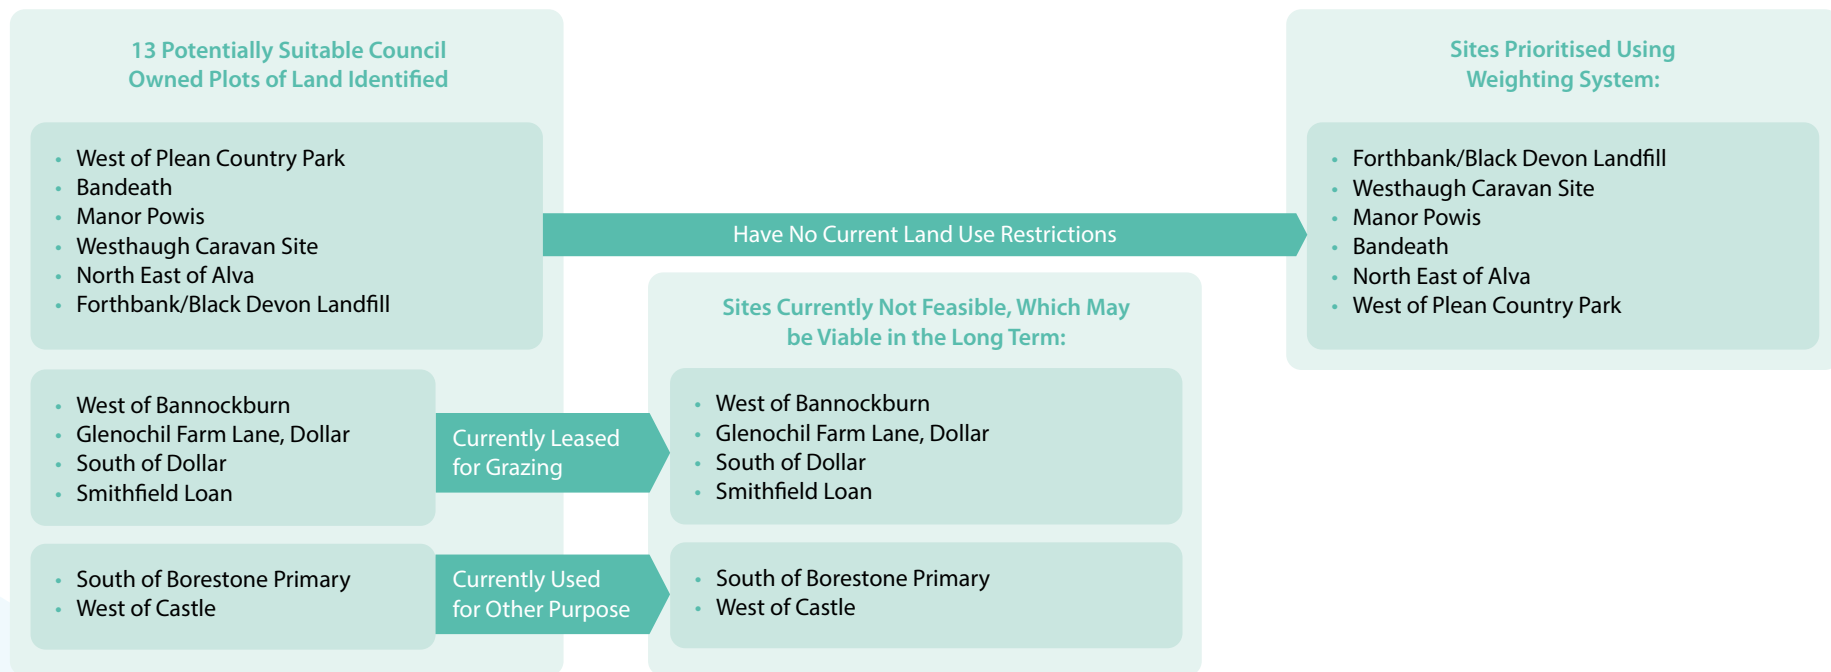 13 Potentially Suitable Council
Owned Plots of Land Identified
• West of Plean Country Park
• Bandeath
• Manor Powis
• Westhaugh Caravan Site
• North East of Alva
• Forthbank/Black Devon Landfill
• West of Bannockburn
• Glenochil Farm Lane, Dollar
• South of Dollar
• Smithfield Loan
• South of Borestone Primary
• West of Castle
Have No Current Land Use Restrictions
Currently Leased
for Grazing
Currently Used
for Other Purpose
Sites Currently Not Feasible, Which May
be Viable in the Long Term:
• West of Bannockburn
• Glenochil Farm Lane, Dollar
• South of Dollar
• Smithfield Loan
• South of Borestone Primary
• West of Castle
Sites Prioritised Using
Weighting System:
• Forthbank/Black Devon Landfill
• Westhaugh Caravan Site
• Manor Powis
• Bandeath
• North East of Alva
• West of Plean Country Park